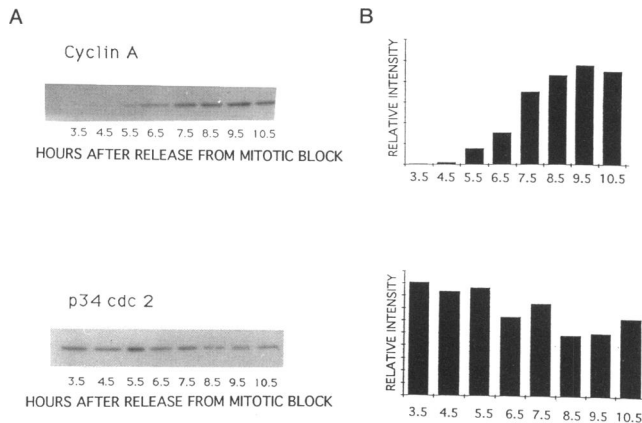 A
B
Cyclin A
3.5 4.5 5.5 6.5 7.5 8.5 9.5 10.5
HOURS AFTER RELEASE FROM MITOTIC BLOCK
RELATIVE INTENSITY
3.5 4.5 5.5 6.5 7.5 8.5 9.5 10.5
p34 cdc 2
3.5 4.5 5.5 6.5 7.5 8.5 9.5 10.5
HOURS AFTER RELEASE FROM MITOTIC BLOCK
RELATIVE INTENSITY
3.5 4.5 5.5 6.5 7.5 8.5 9.5 10.5